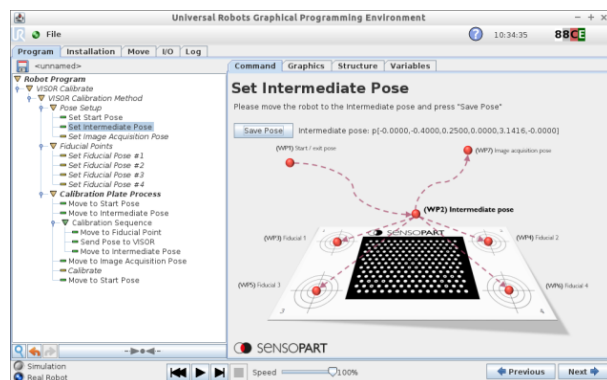 Universal Robots Graphical Programming Environment
File
10:34:35
88CE
Program Installation Move I/O Log
<unnamed>
Command Graphics Structure Variables
Robot Program
VISOR Calibrate
VISOR Calibration Method
Pose Setup
Set Start Pose
Set Intermediate Pose
Set Image Acquisition Pose
Fiducial Points
Set Fiducial Pose #1
Set Fiducial Pose #2
Set Fiducial Pose #3
Set Fiducial Pose #4
Calibration Plate Process
Move to Start Pose
Move to Intermediate Pose
Calibration Sequence
Move to Fiducial Point
Send Pose to VISOR
Move to Intermediate Pose
Move to Image Acquisition Pose
Calibrate
Move to Start Pose
Set Intermediate Pose
Please move the robot to the Intermediate pose and press "Save Pose"
Save Pose
Intermediate pose: p[-0.0000,-0.4000,0.2500,0.0000,3.1416,-0.0000]
(WP1) Start / exit pose
(WP7) Image acquisition pose
(WP2) Intermediate pose
SENSOPART
(WP3) Fiducial 1
(WP4) Fiducial 2
(WP5) Fiducial 3
(WP6) Fiducial 4
SENSOPART
Simulation
Real Robot
Speed 100%
Previous
Next